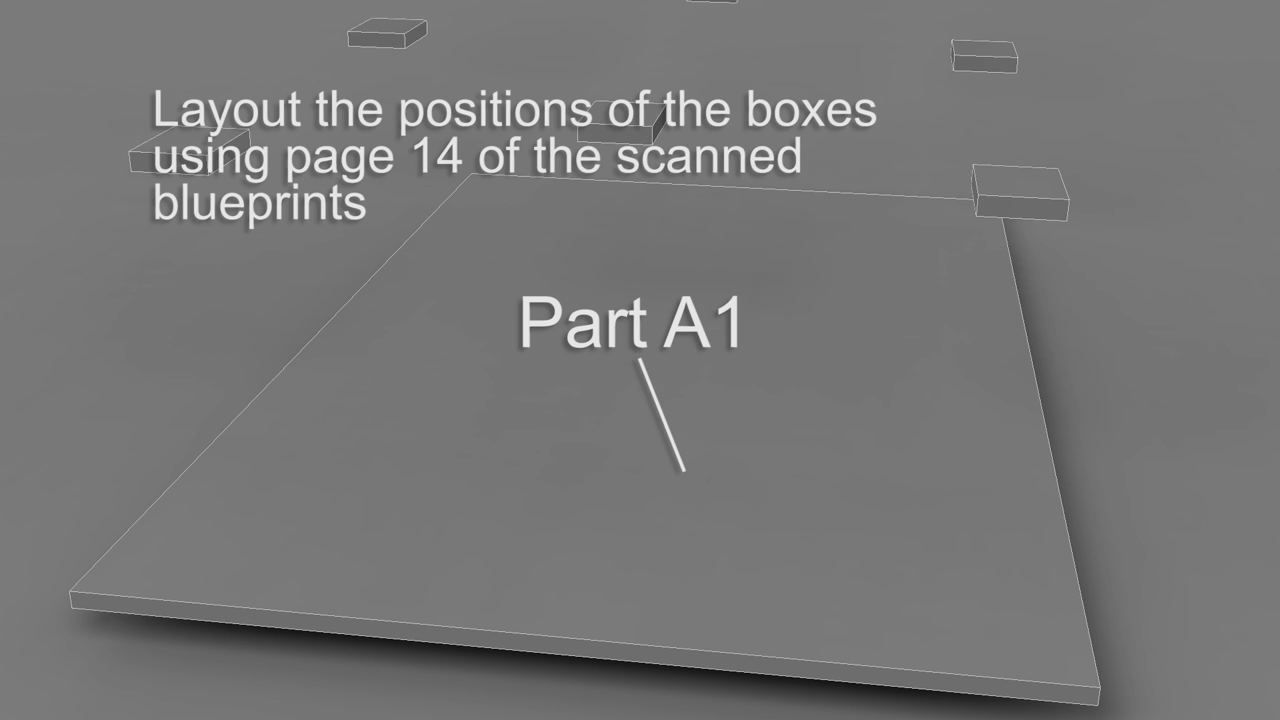 Layout the positions of the boxes
using page 14 of the scanned
blueprints
Part A1